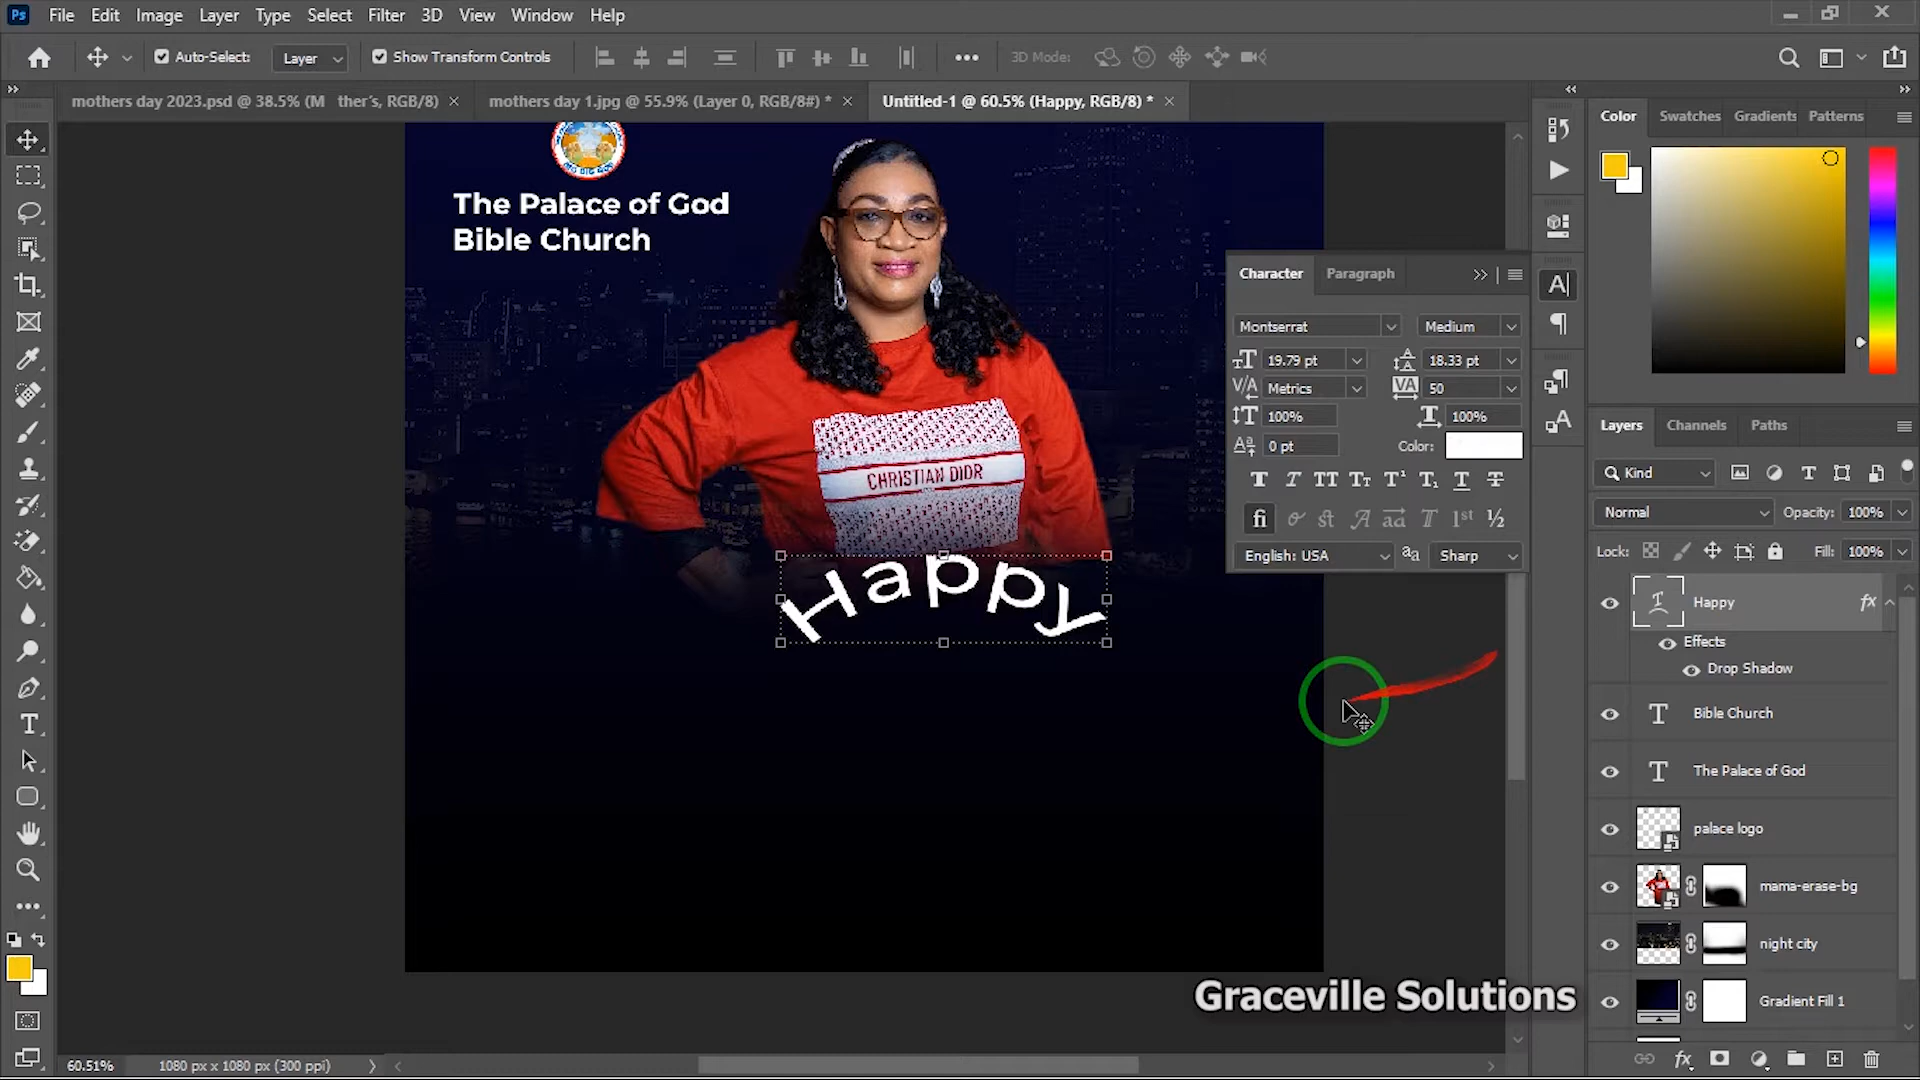 File Edit Image Layer Type Select Filter 3D View Window Help
Auto-Select: Layer Show Transform Controls 3D Mode:
mothers day 2023.psd @ 38.5% (M ther's, RGB/8) mothers day 1.jpg @ 55.9% (Layer 0, RGB/8#) * Untitled-1 @ 60.5% (Happy, RGB/8) *
The Palace of God
Bible Church
CHRISTIAN DIOR
Happy
Character Paragraph
Montserrat Medium
19.79 pt 18.33 pt
Metrics 50
100% 100%
0 pt Color:
English: USA Sharp
Color Swatches Gradients Patterns
Layers Channels Paths
Kind
Normal Opacity: 100%
Lock: Fill: 100%
Happy fx
Effects
Drop Shadow
Bible Church
The Palace of God
palace logo
mama-erase-bg
night city
Gradient Fill 1
Graceville Solutions
60.51% 1080 px x 1080 px (300 ppi)